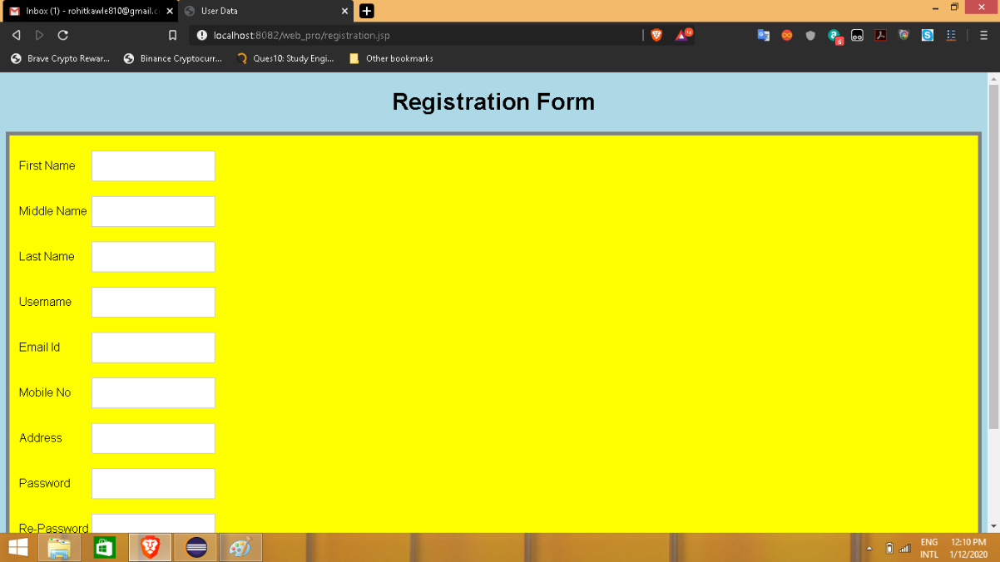 Inbox (1) - rohitkawle810@gmail.c
User Data
localhost:8082/web_pro/registration.jsp
Brave Crypto Rewar...
Binance Cryptocurr...
Ques10: Study Engi...
Other bookmarks
Registration Form
First Name
Middle Name
Last Name
Username
Email Id
Mobile No
Address
Password
Re-Password
ENG 12:10 PM
INTL 1/12/2020